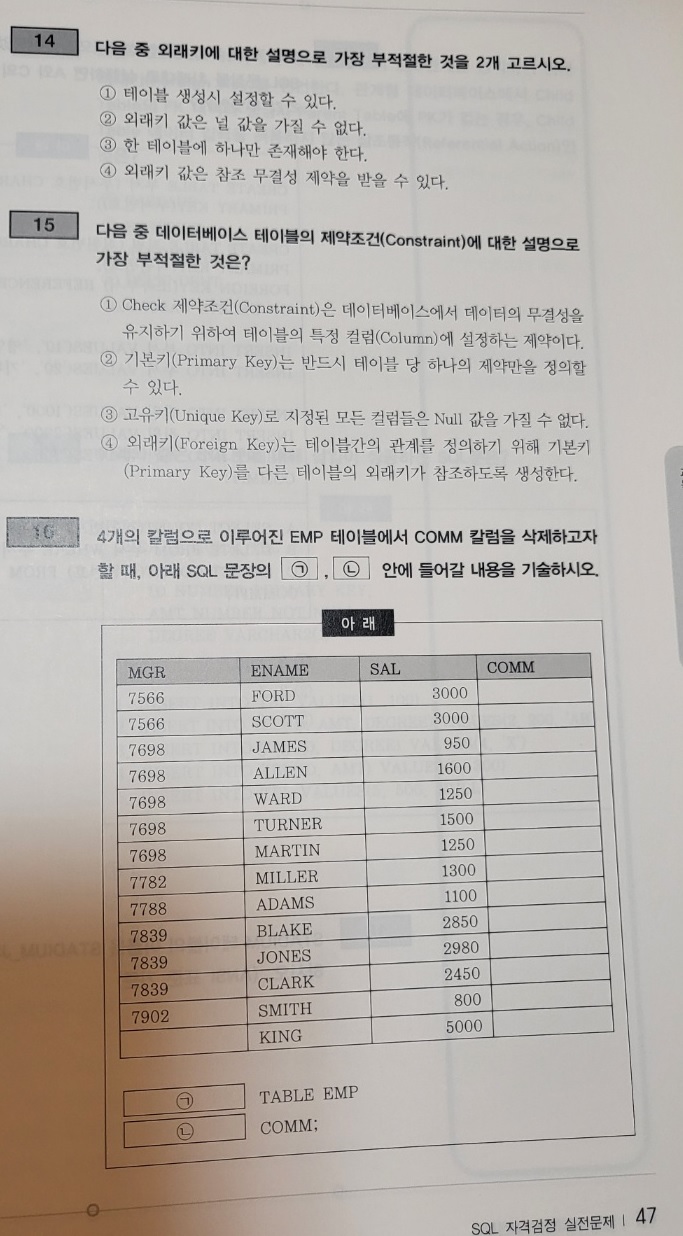 14 다음 중 외래키에 대한 설명으로 가장 부적절한 것을 2개 고르시오.
① 테이블 생성시 설정할 수 있다.
② 외래키 값은 널 값을 가질 수 없다.
③ 한 테이블에 하나만 존재해야 한다.
④ 외래키 값은 참조 무결성 제약을 받을 수 있다.
15 다음 중 데이터베이스 테이블의 제약조건(Constraint)에 대한 설명으로
가장 부적절한 것은?
① Check 제약조건(Constraint)은 데이터베이스에서 데이터의 무결성을
유지하기 위하여 테이블의 특정 컬럼(Column)에 설정하는 제약이다.
② 기본키(Primary Key)는 반드시 테이블 당 하나의 제약만을 정의할
수 있다.
③ 고유키(Unique Key)로 지정된 모든 컬럼들은 Null 값을 가질 수 없다.
④ 외래키(Foreign Key)는 테이블간의 관계를 정의하기 위해 기본키
(Primary Key)를 다른 테이블의 외래키가 참조하도록 생성한다.
16 4개의 칼럼으로 이루어진 EMP 테이블에서 COMM 칼럼을 삭제하고자
할 때, 아래 SQL 문장의 ㉠ , ㉡ 안에 들어갈 내용을 기술하시오.
아 래
MGR ENAME SAL COMM
7566 FORD 3000
7566 SCOTT 3000
7698 JAMES 950
7698 ALLEN 1600
7698 WARD 1250
7698 TURNER 1500
7698 MARTIN 1250
7782 MILLER 1300
7788 ADAMS 1100
7839 BLAKE 2850
7839 JONES 2980
7839 CLARK 2450
7902 SMITH 800
KING 5000
㉠ TABLE EMP
㉡ COMM;
SQL 자격검정 실전문제 | 47